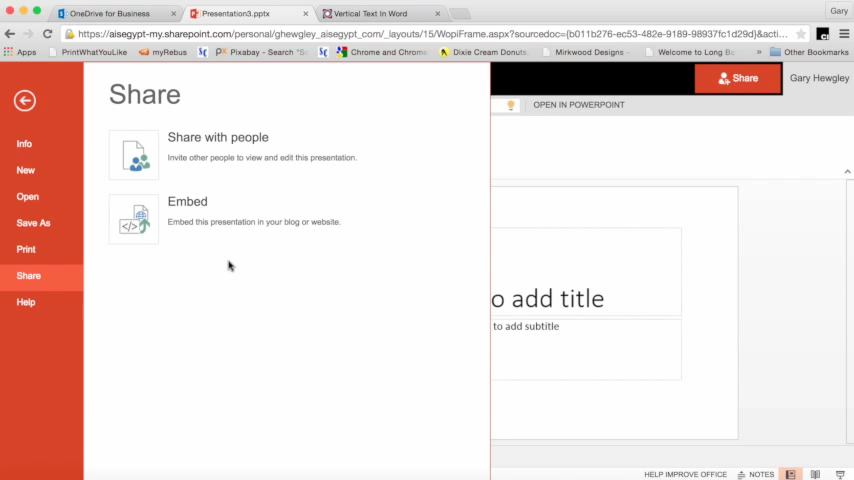 OneDrive for Business
Presentation3.pptx
Vertical Text In Word
Gary
https://aisegypt-my.sharepoint.com/personal/ghewgley_aisegypt_com/_layouts/15/WopiFrame.aspx?sourcedoc={b011b276-ec53-482e-9189-98937fc1d29d}&acti...
Apps
PrintWhatYouLike
myRebus
Pixabay - Search "S
Chrome and Chrom
Dixie Cream Donuts
Mirkwood Designs
Welcome to Long B
»
Other Bookmarks
Share
Gary Hewgley
OPEN IN POWERPOINT
Share
Share with people
Invite other people to view and edit this presentation.
Embed
Embed this presentation in your blog or website.
Info
New
Open
Save As
Print
Share
Help
o add title
to add subtitle
HELP IMPROVE OFFICE
NOTES